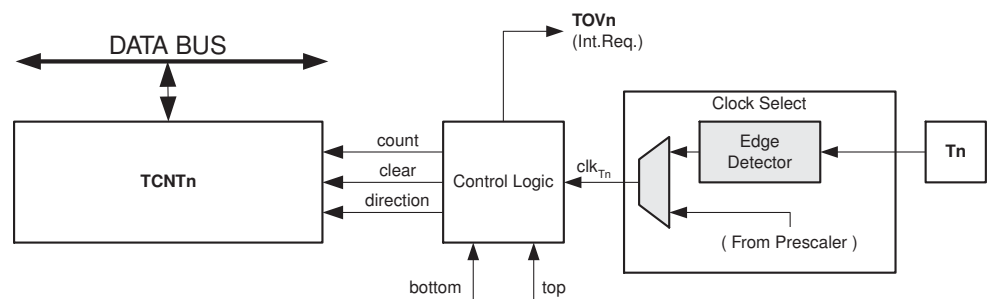 TOVn
(Int.Req.)
DATA BUS
Clock Select
count
Edge
Detector
Tn
TCNTn
clear
Control Logic
clkTn
direction
( From Prescaler )
bottom
top